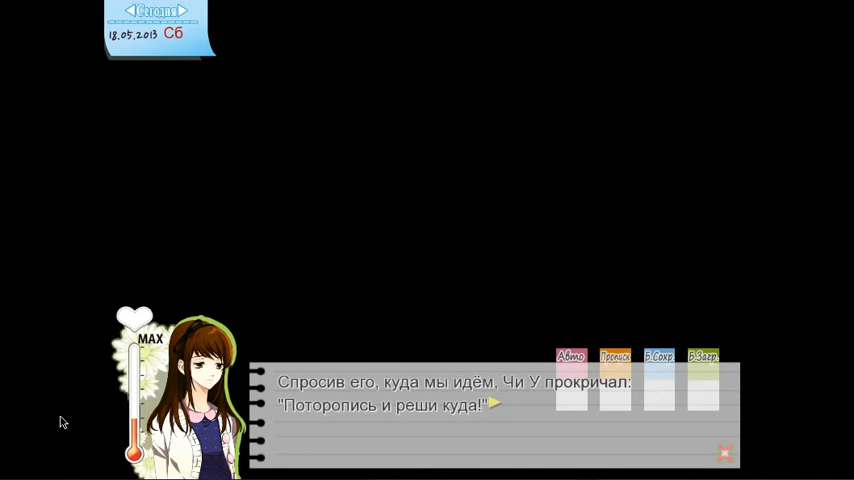 Сегодня
18.05.2013 Сб
MAX
Авто Пропуск Б.Сохр. Б.Загр.
Спросив его, куда мы идём, Чи У прокричал:
"Поторопись и реши куда!"